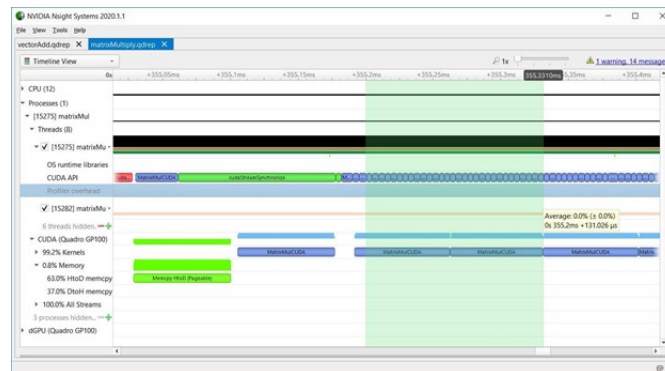 NVIDIA Nsight Systems 2020.1.1
File View Tools Help
vectorAdd.qdrep matrixMultiply.qdrep
Timeline View 1x 1 warning, 14 message
0s +355.05ms +355.1ms +355.15ms +355.2ms +355.25ms +355.3ms 355.3310ms 5.35ms +355.4ms
CPU (12)
Processes (1)
[15275] matrixMul
Threads (8)
[15275] matrixMu
OS runtime libraries
CUDA API MatrixMulCUDA cudaStreamSynchronize M...
Profiler overhead
[15282] matrixMu
Average: 0.0% (± 0.0%)
0s 355.2ms +131.026 µs
6 threads hidden...
CUDA (Quadro GP100)
99.2% Kernels MatrixMulCUDA MatrixMulCUDA MatrixMulCUDA MatrixMulCUDA Matrix
0.8% Memory
63.0% HtoD memcpy Memcpy HtoD (Pageable)
37.0% DtoH memcpy
100.0% All Streams
3 processes hidden...
dGPU (Quadro GP100)